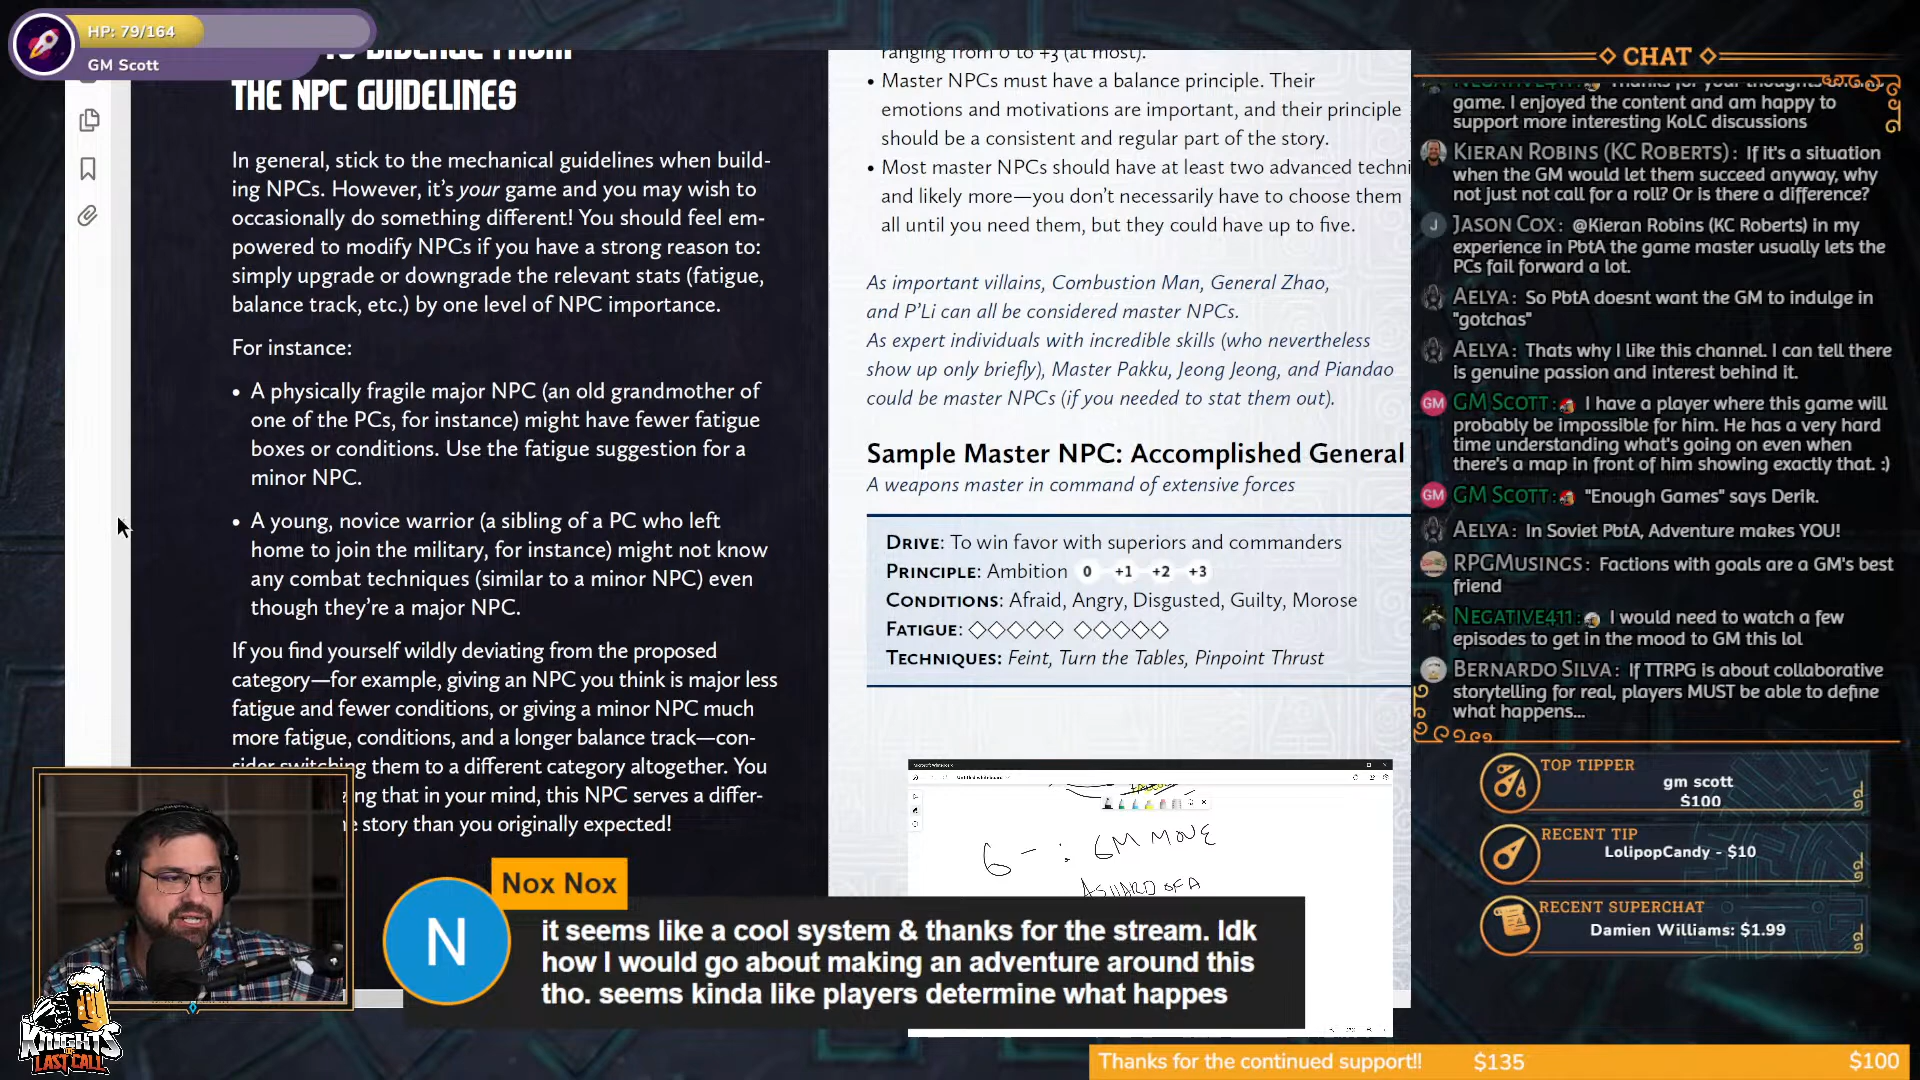 HP: 79/164
GM Scott
THE NPC GUIDELINES
In general, stick to the mechanical guidelines when build-
ing NPCs. However, it's your game and you may wish to
occasionally do something different! You should feel em-
powered to modify NPCs if you have a strong reason to:
simply upgrade or downgrade the relevant stats (fatigue,
balance track, etc.) by one level of NPC importance.
For instance:
• A physically fragile major NPC (an old grandmother of
one of the PCs, for instance) might have fewer fatigue
boxes or conditions. Use the fatigue suggestion for a
minor NPC.
• A young, novice warrior (a sibling of a PC who left
home to join the military, for instance) might not know
any combat techniques (similar to a minor NPC) even
though they're a major NPC.
If you find yourself wildly deviating from the proposed
category—for example, giving an NPC you think is major less
fatigue and fewer conditions, or giving a minor NPC much
more fatigue, conditions, and a longer balance track—con-
sider switching them to a different category altogether. You
ing that in your mind, this NPC serves a differ-
e story than you originally expected!
ranging from 0 to +3 (at most).
• Master NPCs must have a balance principle. Their
emotions and motivations are important, and their principle
should be a consistent and regular part of the story.
• Most master NPCs should have at least two advanced techni
and likely more—you don't necessarily have to choose them
all until you need them, but they could have up to five.
As important villains, Combustion Man, General Zhao,
and P'Li can all be considered master NPCs.
As expert individuals with incredible skills (who nevertheless
show up only briefly), Master Pakku, Jeong Jeong, and Piandao
could be master NPCs (if you needed to stat them out).
Sample Master NPC: Accomplished General
A weapons master in command of extensive forces
DRIVE: To win favor with superiors and commanders
PRINCIPLE: Ambition 0 +1 +2 +3
CONDITIONS: Afraid, Angry, Disgusted, Guilty, Morose
FATIGUE:
TECHNIQUES: Feint, Turn the Tables, Pinpoint Thrust
6 - : GM MOVE
AS HARD OF A
Nox Nox
N
it seems like a cool system & thanks for the stream. Idk
how I would go about making an adventure around this
tho. seems kinda like players determine what happes
KNIGHTS
LAST CALL
CHAT
NEGATIVE411: Thanks for your thoughts
game. I enjoyed the content and am happy to
support more interesting KoLC discussions
KIERAN ROBINS (KC ROBERTS): If it's a situation
when the GM would let them succeed anyway, why
not just not call for a roll? Or is there a difference?
J JASON COX: @Kieran Robins (KC Roberts) in my
experience in PbtA the game master usually lets the
PCs fail forward a lot.
AELYA: So PbtA doesnt want the GM to indulge in
"gotchas"
AELYA: Thats why I like this channel. I can tell there
is genuine passion and interest behind it.
GM GM SCOTT: I have a player where this game will
probably be impossible for him. He has a very hard
time understanding what's going on even when
there's a map in front of him showing exactly that. :)
GM GM SCOTT: "Enough Games" says Derik.
AELYA: In Soviet PbtA, Adventure makes YOU!
RPGMUSINGS: Factions with goals are a GM's best
friend
NEGATIVE411: I would need to watch a few
episodes to get in the mood to GM this lol
BERNARDO SILVA: If TTRPG is about collaborative
storytelling for real, players MUST be able to define
what happens...
TOP TIPPER
gm scott
$100
RECENT TIP
LolipopCandy - $10
RECENT SUPERCHAT
Damien Williams: $1.99
Thanks for the continued support!! $135 $100